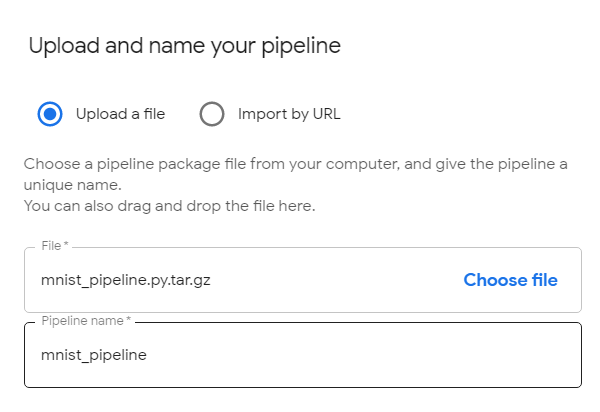 Upload and name your pipeline
Upload a file Import by URL
Choose a pipeline package file from your computer, and give the pipeline a
unique name.
You can also drag and drop the file here.
File *
mnist_pipeline.py.tar.gz Choose file
Pipeline name *
mnist_pipeline